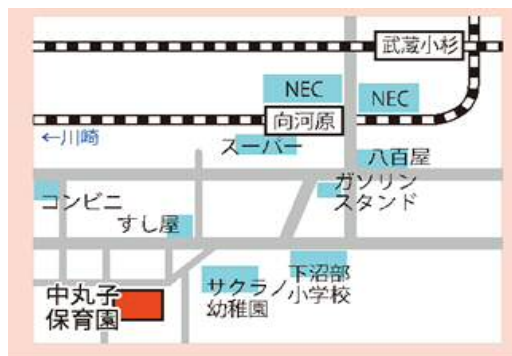 武蔵小杉
NEC
NEC
向河原
←川崎
スーパー
八百屋
ガソリン
スタンド
コンビニ
すし屋
サクラノ
幼稚園
下沼部
小学校
中丸子
保育園